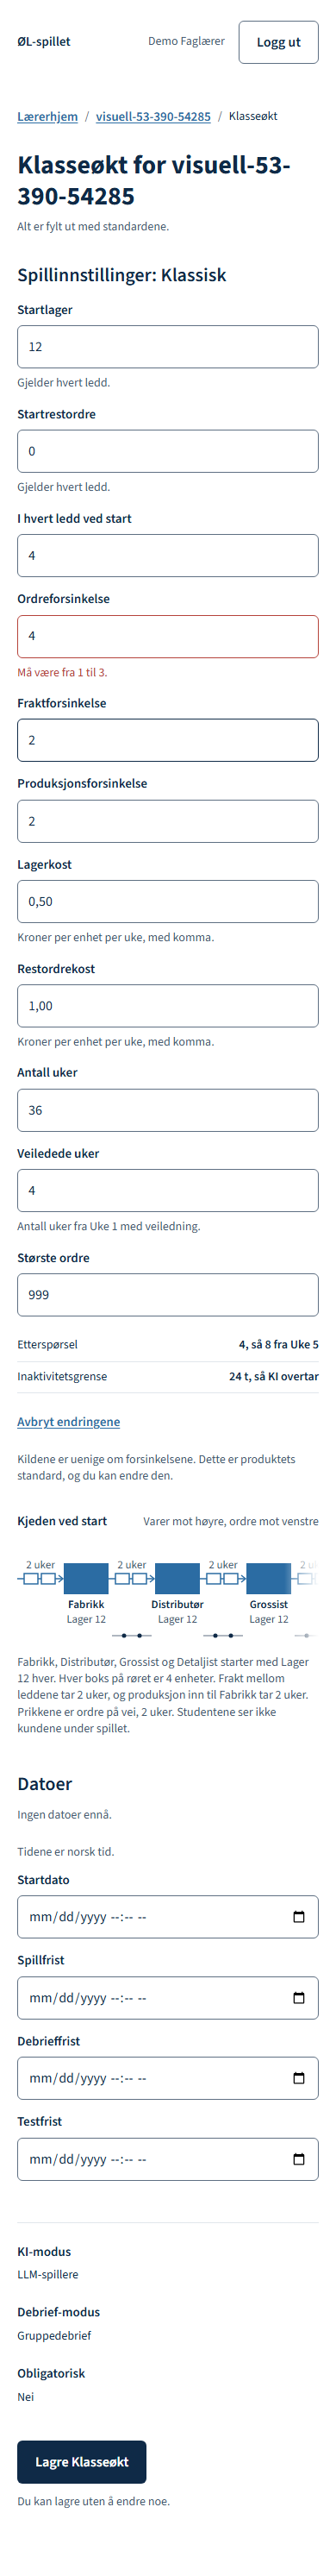 ØL-spillet
Demo Faglærer
Logg ut
Lærerhjem / visuell-53-390-54285 / Klasseøkt
Klasseøkt for visuell-53-
390-54285
Alt er fylt ut med standardene.
Spillinnstillinger: Klassisk
Startlager
12
Gjelder hvert ledd.
Startrestordre
0
Gjelder hvert ledd.
I hvert ledd ved start
4
Ordreforsinkelse
4
Må være fra 1 til 3.
Fraktforsinkelse
2
Produksjonsforsinkelse
2
Lagerkost
0,50
Kroner per enhet per uke, med komma.
Restordrekost
1,00
Kroner per enhet per uke, med komma.
Antall uker
36
Veiledede uker
4
Antall uker fra Uke 1 med veiledning.
Største ordre
999
Etterspørsel 4, så 8 fra Uke 5
Inaktivitetsgrense 24 t, så KI overtar
Avbryt endringene
Kildene er uenige om forsinkelsene. Dette er produktets
standard, og du kan endre den.
Kjeden ved start Varer mot høyre, ordre mot venstre
2 uker 2 uker 2 uker
Fabrikk Distributør Grossist
Lager 12 Lager 12 Lager 12
Fabrikk, Distributør, Grossist og Detaljist starter med Lager
12 hver. Hver boks på røret er 4 enheter. Frakt mellom
leddene tar 2 uker, og produksjon inn til Fabrikk tar 2 uker.
Prikkene er ordre på vei, 2 uker. Studentene ser ikke
kundene under spillet.
Datoer
Ingen datoer ennå.
Tidene er norsk tid.
Startdato
mm/dd/yyyy --:-- --
Spillfrist
mm/dd/yyyy --:-- --
Debrieffrist
mm/dd/yyyy --:-- --
Testfrist
mm/dd/yyyy --:-- --
KI-modus
LLM-spillere
Debrief-modus
Gruppedebrief
Obligatorisk
Nei
Lagre Klasseøkt
Du kan lagre uten å endre noe.